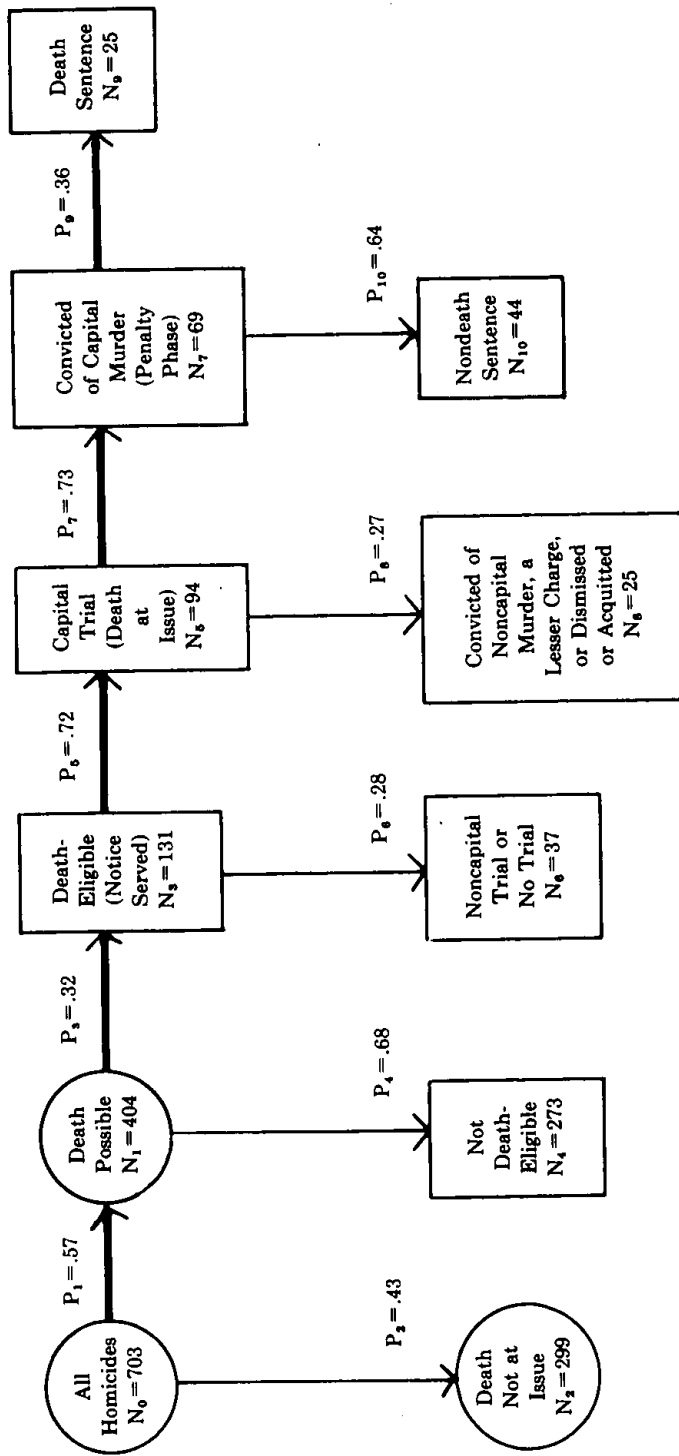 All
Homicides
N₀=703
P₁=.57
P₂=.43
Death
Not at
Issue
N₂=299
Death
Possible
N₁=404
P₃=.32
P₄=.68
Not
Death-
Eligible
N₄=273
Death-
Eligible
(Notice
Served)
N₃=131
P₅=.72
P₆=.28
Noncapital
Trial or
No Trial
N₆=37
Capital
Trial
(Death
at
Issue)
N₅=94
P₇=.73
P₈=.27
Convicted of
Noncapital
Murder, a
Lesser Charge,
or Dismissed
or Acquitted
N₈=25
Convicted
of Capital
Murder
(Penalty
Phase)
N₇=69
P₉=.36
P₁₀=.64
Nondeath
Sentence
N₁₀=44
Death
Sentence
N₉=25